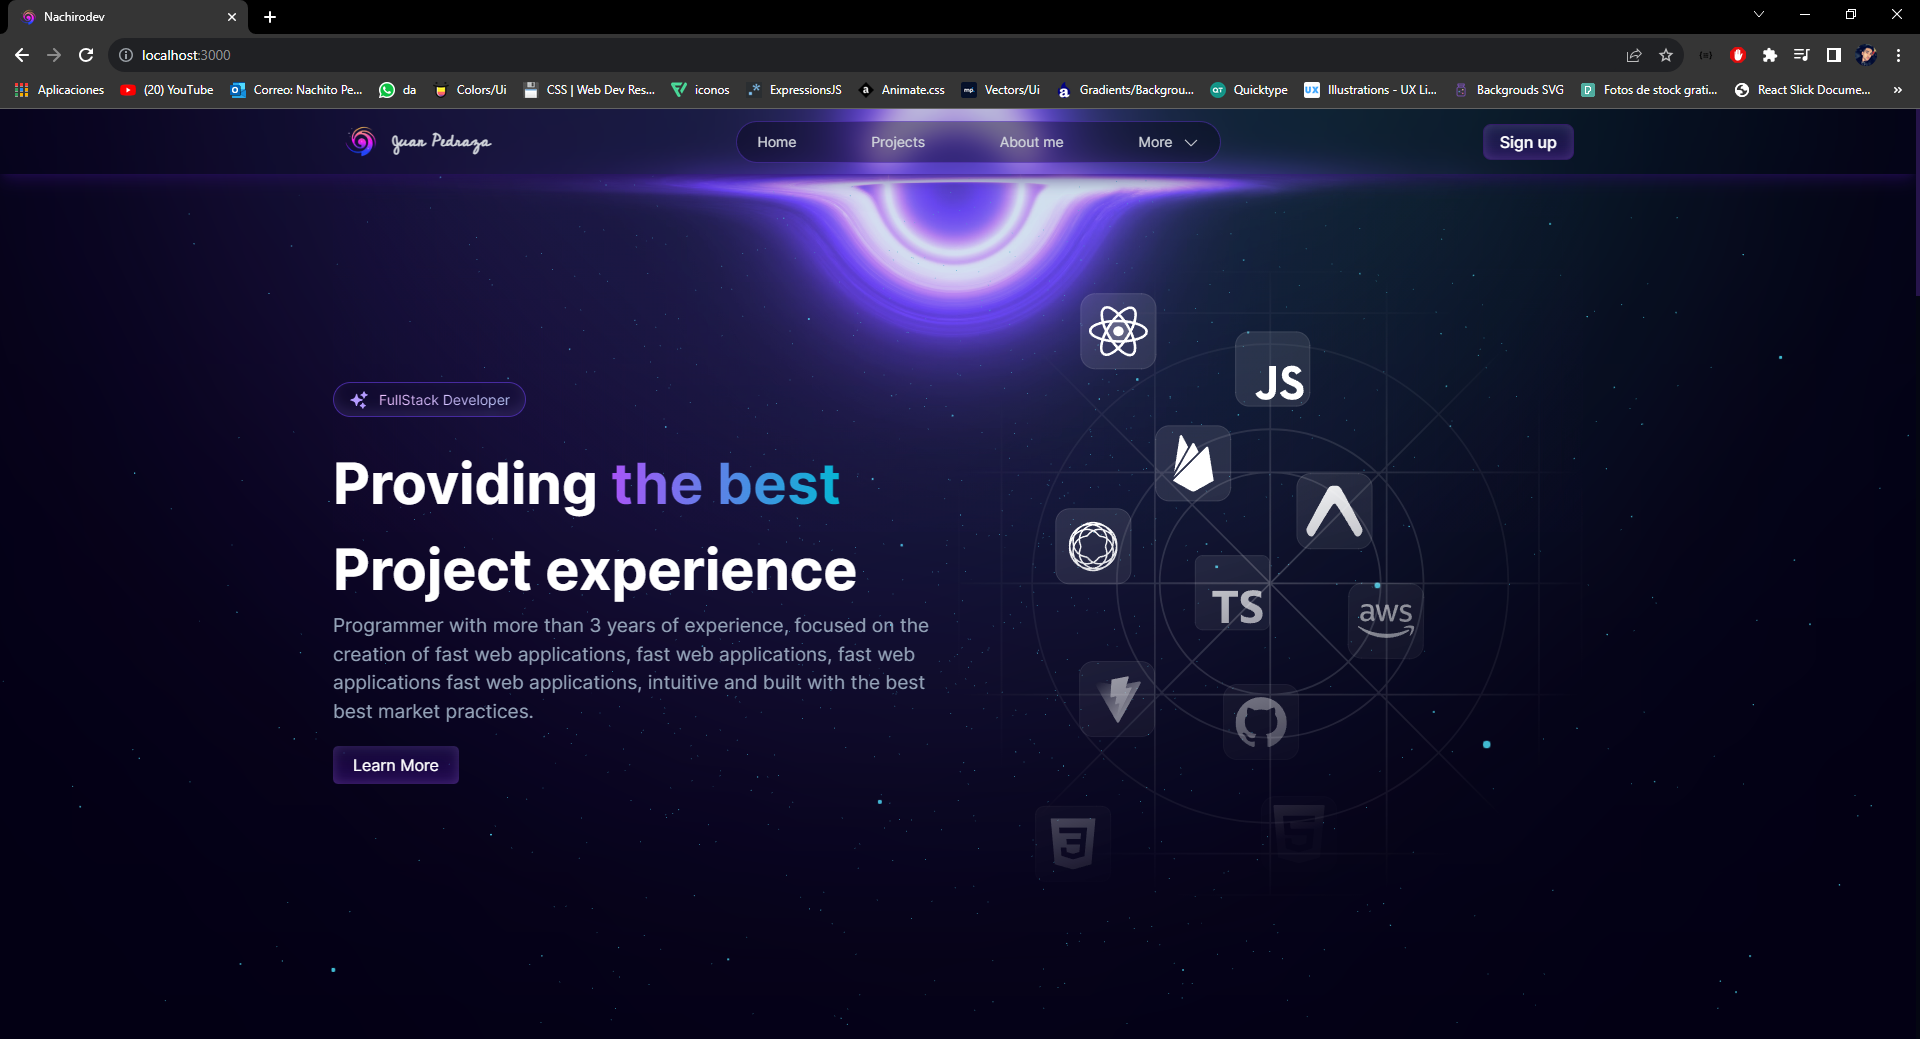 Nachirodev
localhost:3000
Aplicaciones
(20) YouTube
Correo: Nachito Pe...
da
Colors/Ui
CSS | Web Dev Res...
iconos
ExpressionsJS
Animate.css
Vectors/Ui
Gradients/Backgrou...
Quicktype
Illustrations - UX Li...
Backgrouds SVG
Fotos de stock grati...
React Slick Docume...
»
Juan Pedraza
Home
Projects
About me
More
Sign up
JS
FullStack Developer
Providing the best
Project experience
TS
aws
Programmer with more than 3 years of experience, focused on the
creation of fast web applications, fast web applications, fast web
applications fast web applications, intuitive and built with the best
best market practices.
Learn More
3
5